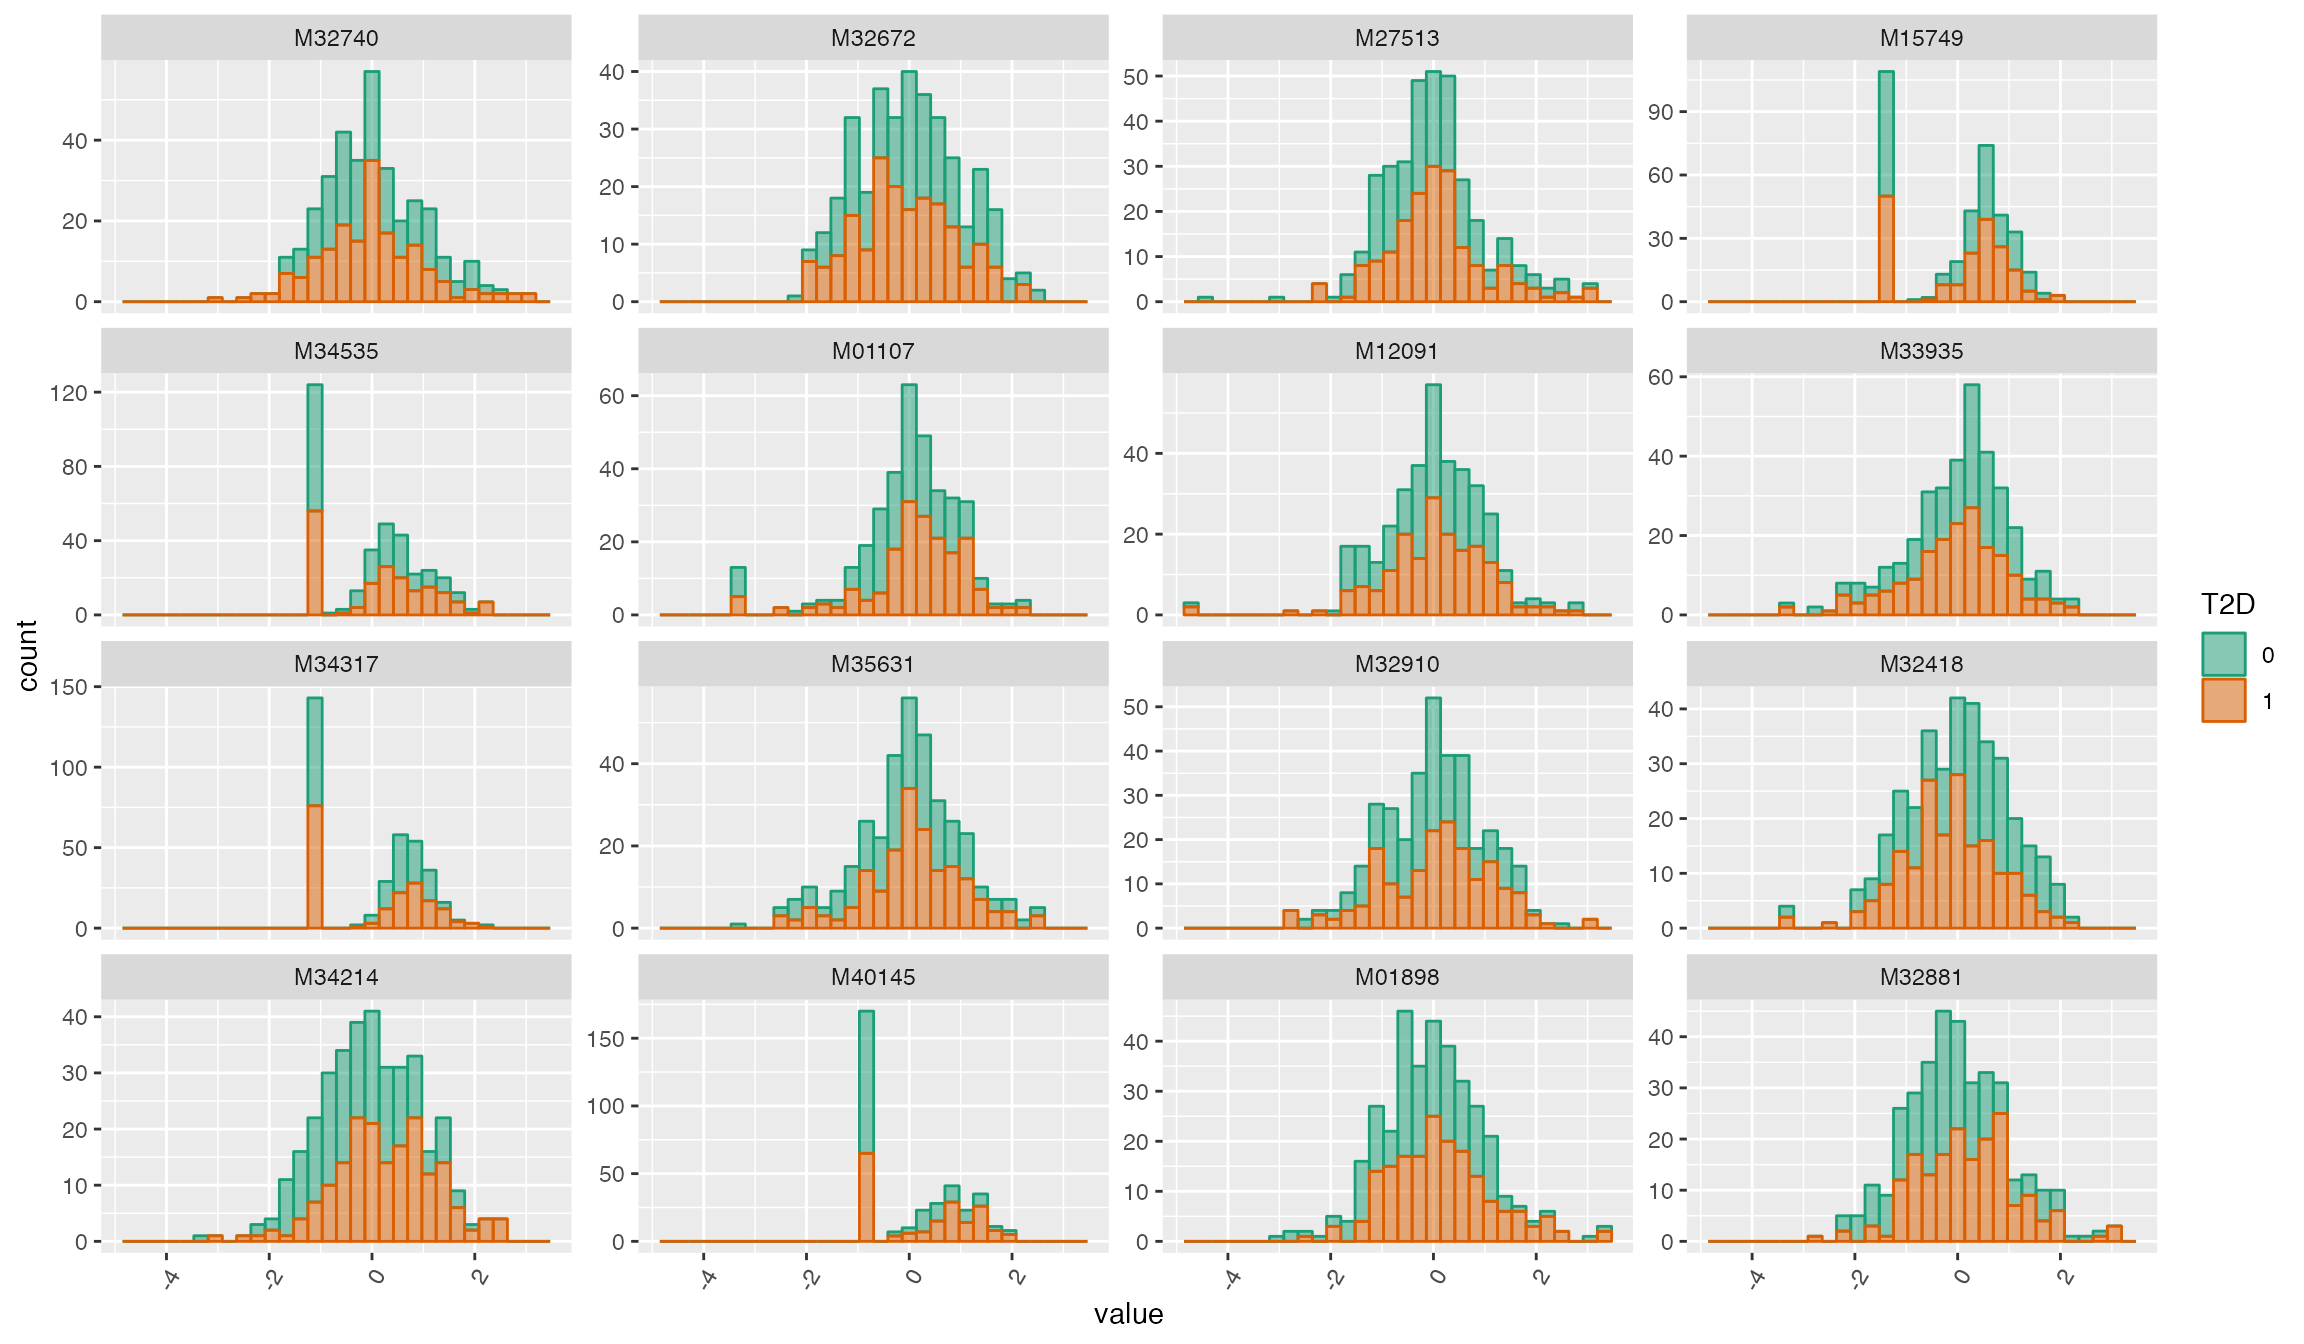 M32740 M32672 M27513 M15749
40 20 0
40 30 20 10 0
50 40 30 20 10 0
90 60 30 0
M34535 M01107 M12091 M33935
120 80 40 0
60 40 20 0
40 20 0
60 40 20 0
M34317 M35631 M32910 M32418
150 100 50 0
40 20 0
50 40 30 20 10 0
40 30 20 10 0
M34214 M40145 M01898 M32881
40 30 20 10 0
150 100 50 0
40 30 20 10 0
40 30 20 10 0
-4 -2 0 2 -4 -2 0 2 -4 -2 0 2 -4 -2 0 2
value
count
T2D
0
1